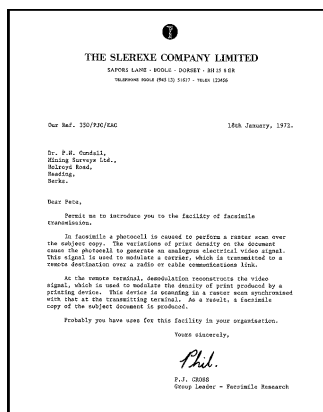 THE SLEREXE COMPANY LIMITED
SAPORS LANE - BOOLE - DORSET - BH 25 8 ER
TELEPHONE BOOLE (945 13) 51617 - TELEX 123456
Our Ref. 350/PJC/EAC
18th January, 1972.
Dr. P.N. Cundall,
Mining Surveys Ltd.,
Holroyd Road,
Reading,
Berks.
Dear Pete,
Permit me to introduce you to the facility of facsimile
transmission.
In facsimile a photocell is caused to perform a raster scan over
the subject copy. The variations of print density on the document
cause the photocell to generate an analogous electrical video signal.
This signal is used to modulate a carrier, which is transmitted to a
remote destination over a radio or cable communications link.
At the remote terminal, demodulation reconstructs the video
signal, which is used to modulate the density of print produced by a
printing device. This device is scanning in a raster scan synchronised
with that at the transmitting terminal. As a result, a facsimile
copy of the subject document is produced.
Probably you have uses for this facility in your organisation.
Yours sincerely,
Phil.
P.J. CROSS
Group Leader - Facsimile Research